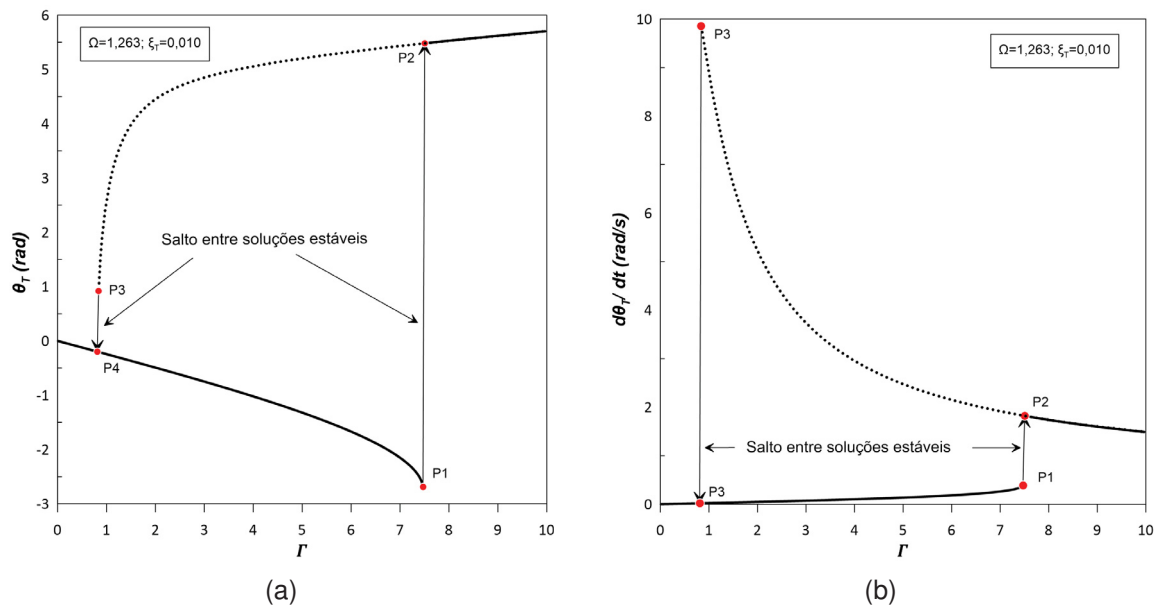 (a)
Ω=1,263; ξT=0,010
θT (rad)
6
5
4
3
2
1
0
-1
-2
-3
P2
Salto entre soluções estáveis
P3
P4
P1
0 1 2 3 4 5 6 7 8 9 10
Γ
(a)
(b)
Ω=1,263; ξT=0,010
dθT/ dt (rad/s)
10
8
6
4
2
0
P3
P2
Salto entre soluções estáveis
P1
P3
0 1 2 3 4 5 6 7 8 9 10
Γ
(b)